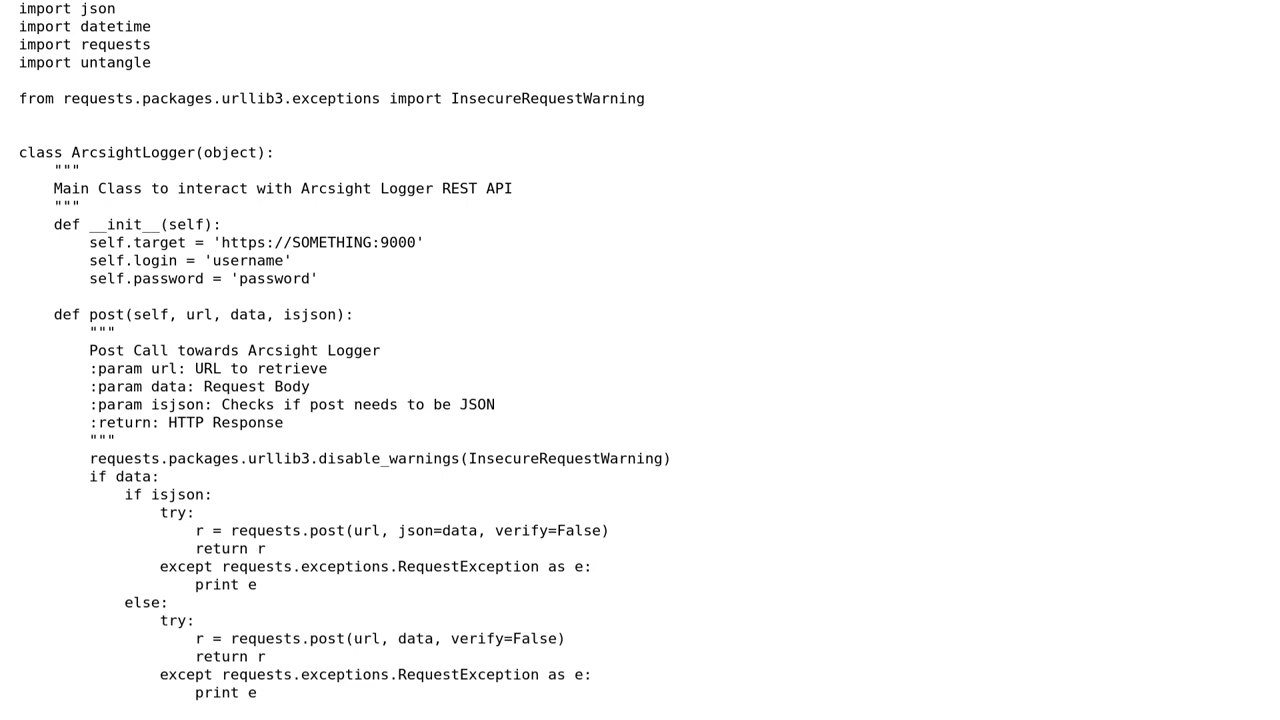 import json
import datetime
import requests
import untangle

from requests.packages.urllib3.exceptions import InsecureRequestWarning


class ArcsightLogger(object):
    """
    Main Class to interact with Arcsight Logger REST API
    """
    def __init__(self):
        self.target = 'https://SOMETHING:9000'
        self.login = 'username'
        self.password = 'password'

    def post(self, url, data, isjson):
        """
        Post Call towards Arcsight Logger
        :param url: URL to retrieve
        :param data: Request Body
        :param isjson: Checks if post needs to be JSON
        :return: HTTP Response
        """
        requests.packages.urllib3.disable_warnings(InsecureRequestWarning)
        if data:
            if isjson:
                try:
                    r = requests.post(url, json=data, verify=False)
                    return r
                except requests.exceptions.RequestException as e:
                    print e
            else:
                try:
                    r = requests.post(url, data, verify=False)
                    return r
                except requests.exceptions.RequestException as e:
                    print e